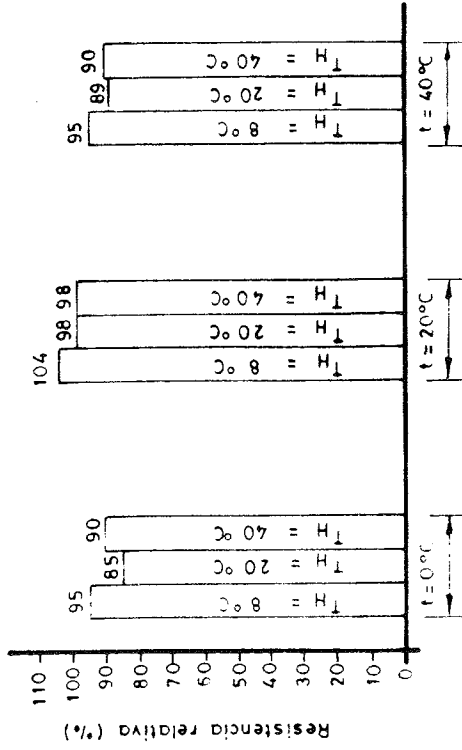 Resistencia relativa (%)
110
100
90
80
70
60
50
40
30
20
10
0
95
85
90
T_H = 8°C
T_H = 20°C
T_H = 40°C
t = 0°C
104
98
98
T_H = 8°C
T_H = 20°C
T_H = 40°C
t = 20°C
95
89
90
T_H = 8°C
T_H = 20°C
T_H = 40°C
t = 40°C